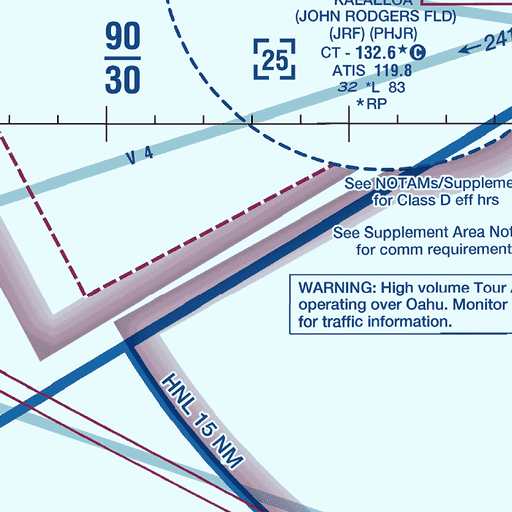 KALAELOA
(JOHN RODGERS FLD)
(JRF) (PHJR)
CT - 132.6 * C
ATIS 119.8
32 *L 83
*RP
90
30
[25]
241
V 4
See NOTAMs/Suppleme
for Class D eff hrs
See Supplement Area Not
for comm requirement
WARNING: High volume Tour A
operating over Oahu. Monitor
for traffic information.
HNL 15 NM